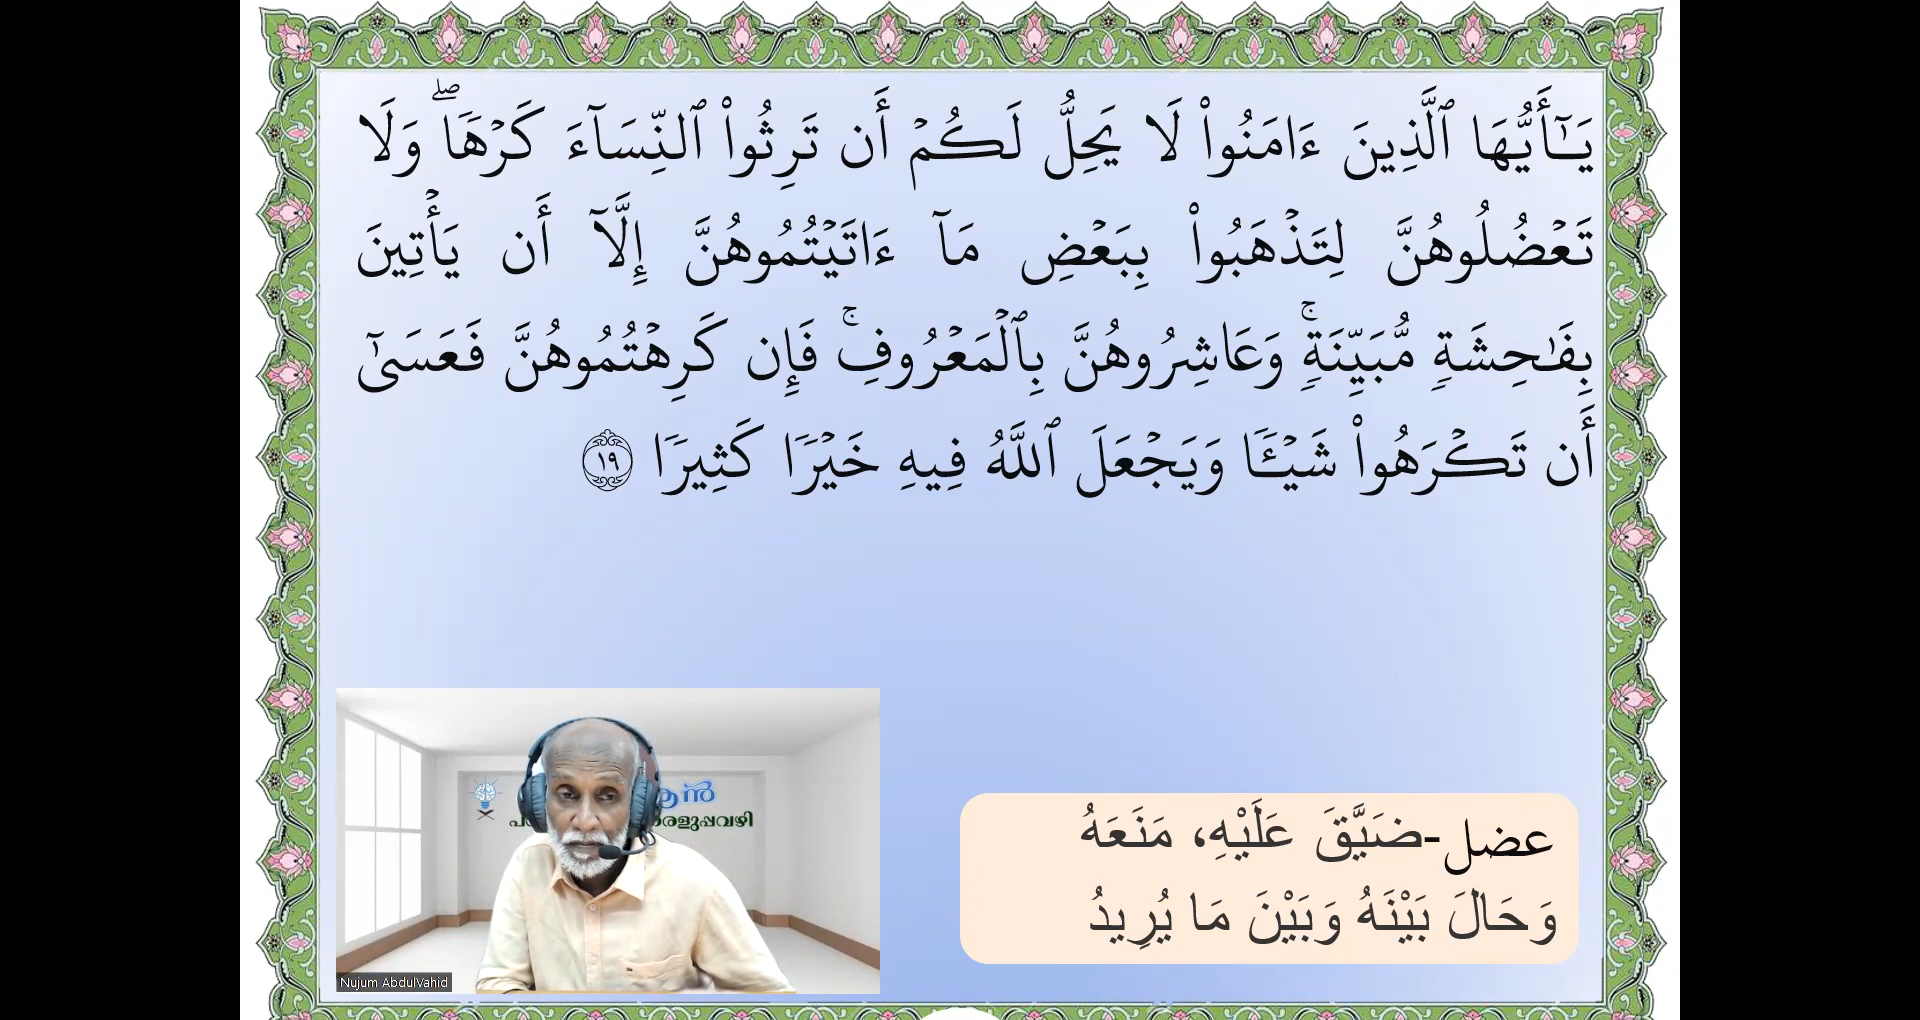 يَـٰٓأَيُّهَا ٱلَّذِينَ ءَامَنُوا۟ لَا يَحِلُّ لَكُمْ أَن تَرِثُوا۟ ٱلنِّسَآءَ كَرْهًا ۖ وَلَا
تَعْضُلُوهُنَّ لِتَذْهَبُوا۟ بِبَعْضِ مَآ ءَاتَيْتُمُوهُنَّ إِلَّآ أَن يَأْتِينَ
بِفَـٰحِشَةٍ مُّبَيِّنَةٍ ۚ وَعَاشِرُوهُنَّ بِٱلْمَعْرُوفِ ۚ فَإِن كَرِهْتُمُوهُنَّ فَعَسَىٰٓ
أَن تَكْرَهُوا۟ شَيْـًٔا وَيَجْعَلَ ٱللَّهُ فِيهِ خَيْرًا كَثِيرًا ١٩
عضل-ضَيَّقَ عَلَيْهِ، مَنَعَهُ
وَحَالَ بَيْنَهُ وَبَيْنَ مَا يُرِيدُ
Nujum AbdulVahid